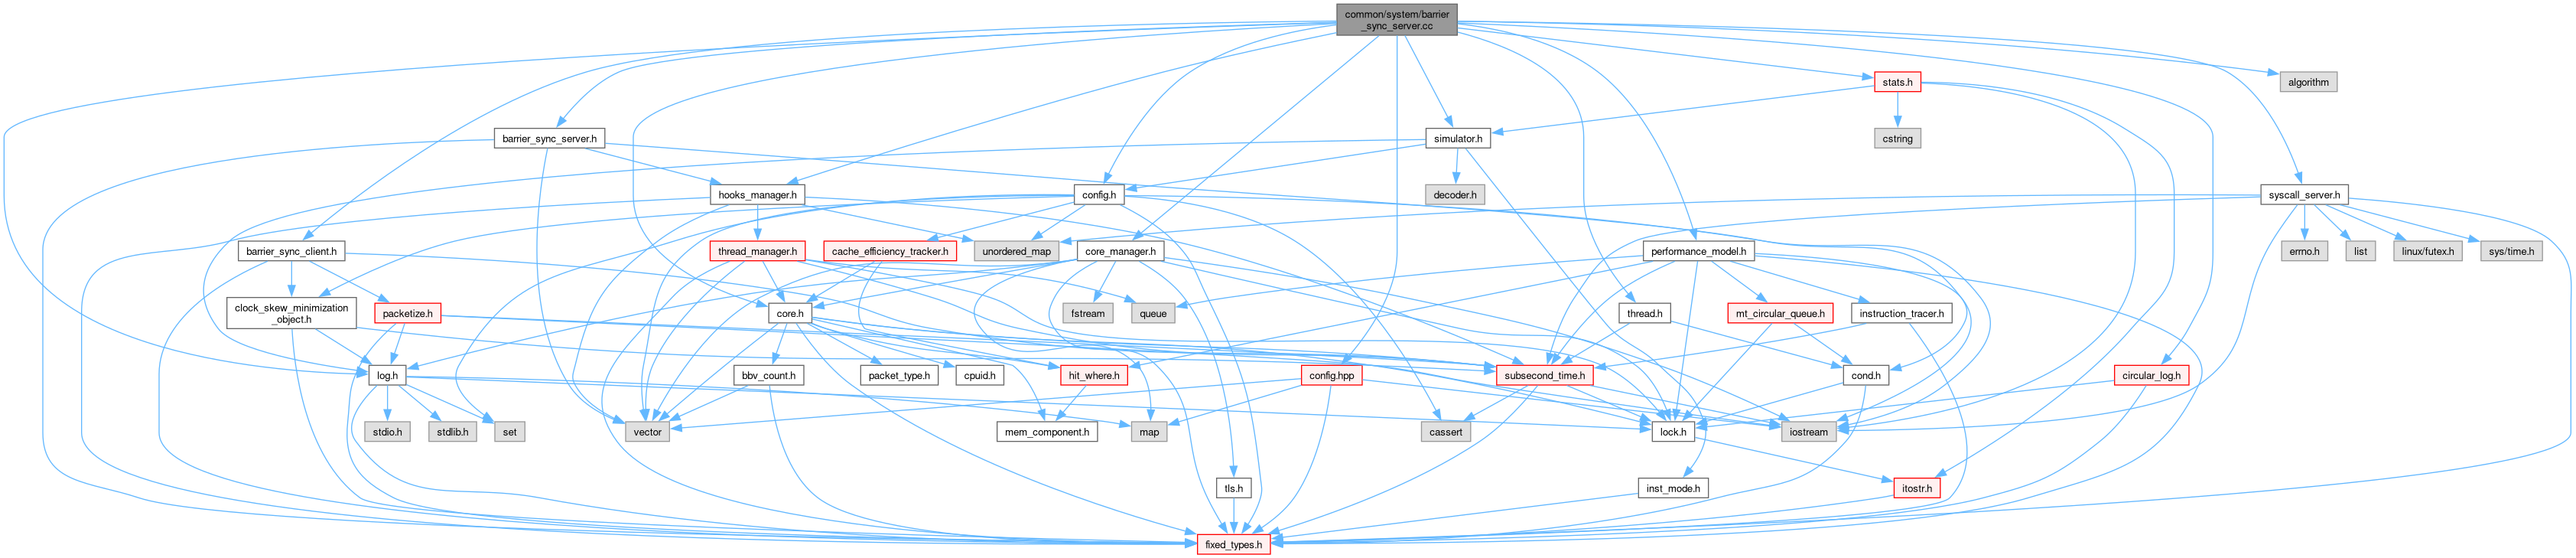 common/system/barrier
_sync_server.cc
stats.h
algorithm
barrier_sync_server.h
simulator.h
cstring
hooks_manager.h
config.h
decoder.h
syscall_server.h
barrier_sync_client.h
thread_manager.h
cache_efficiency_tracker.h
unordered_map
core_manager.h
performance_model.h
errno.h
list
linux/futex.h
sys/time.h
clock_skew_minimization
_object.h
packetize.h
core.h
fstream
queue
thread.h
mt_circular_queue.h
instruction_tracer.h
log.h
bbv_count.h
packet_type.h
cpuid.h
hit_where.h
config.hpp
subsecond_time.h
cond.h
circular_log.h
stdio.h
stdlib.h
set
vector
mem_component.h
map
cassert
lock.h
iostream
tls.h
inst_mode.h
itostr.h
fixed_types.h